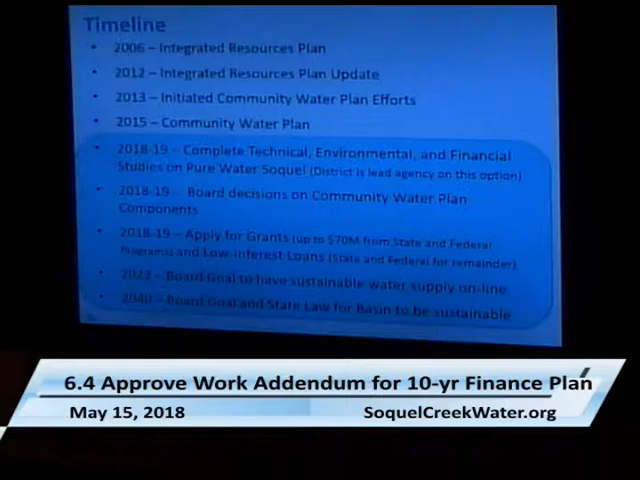 Timeline
• 2006 – Integrated Resources Plan
• 2012 – Integrated Resources Plan Update
• 2013 – Initiated Community Water Plan Efforts
• 2015 – Community Water Plan
• 2018-19 – Complete Technical, Environmental, and Financial
Studies on Pure Water Soquel (District is lead agency on this option)
• 2018-19 – Board decisions on Community Water Plan
Components
• 2018-19 – Apply for Grants (up to $70M from State and Federal
Programs) and Low-Interest Loans (State and Federal for remainder)
• 2022 – Board Goal to have sustainable water supply on-line
• 2040 – Board Goal and State Law for Basin to be sustainable
6.4 Approve Work Addendum for 10-yr Finance Plan
May 15, 2018
SoquelCreekWater.org